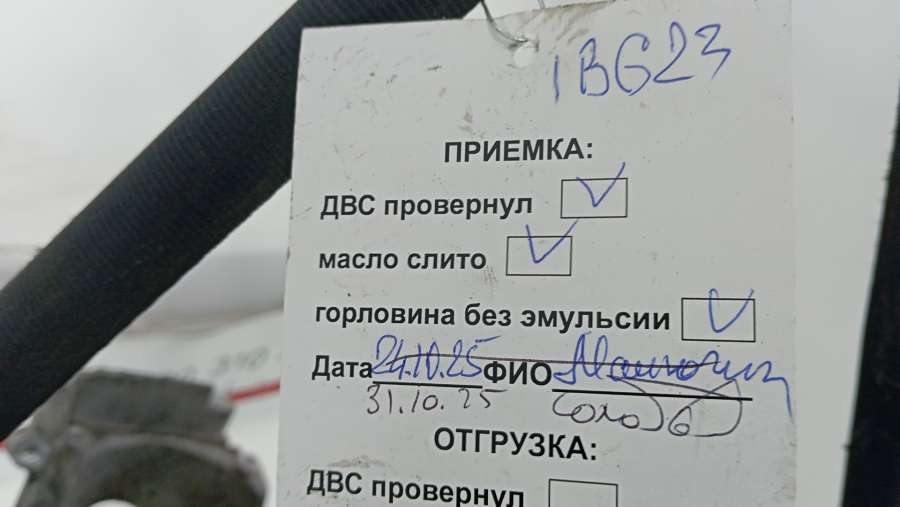 1BG23
ПРИЕМКА:
ДВС провернул
масло слито
горловина без эмульсии
Дата 24.10.25 ФИО
31.10.25
ОТГРУЗКА:
ДВС провернул